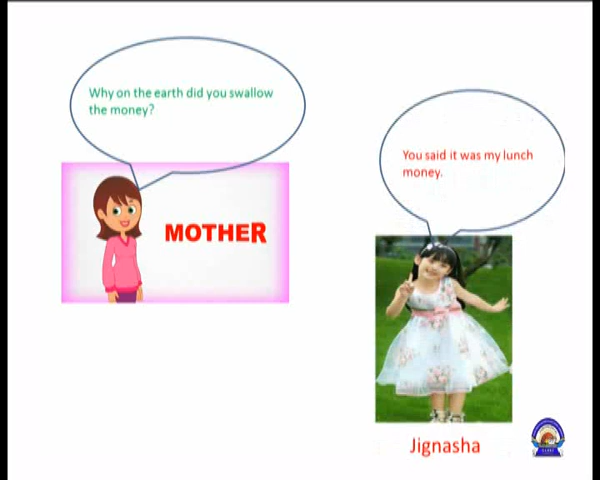 Why on the earth did you swallow
the money?
You said it was my lunch
money.
MOTHER
Jignasha